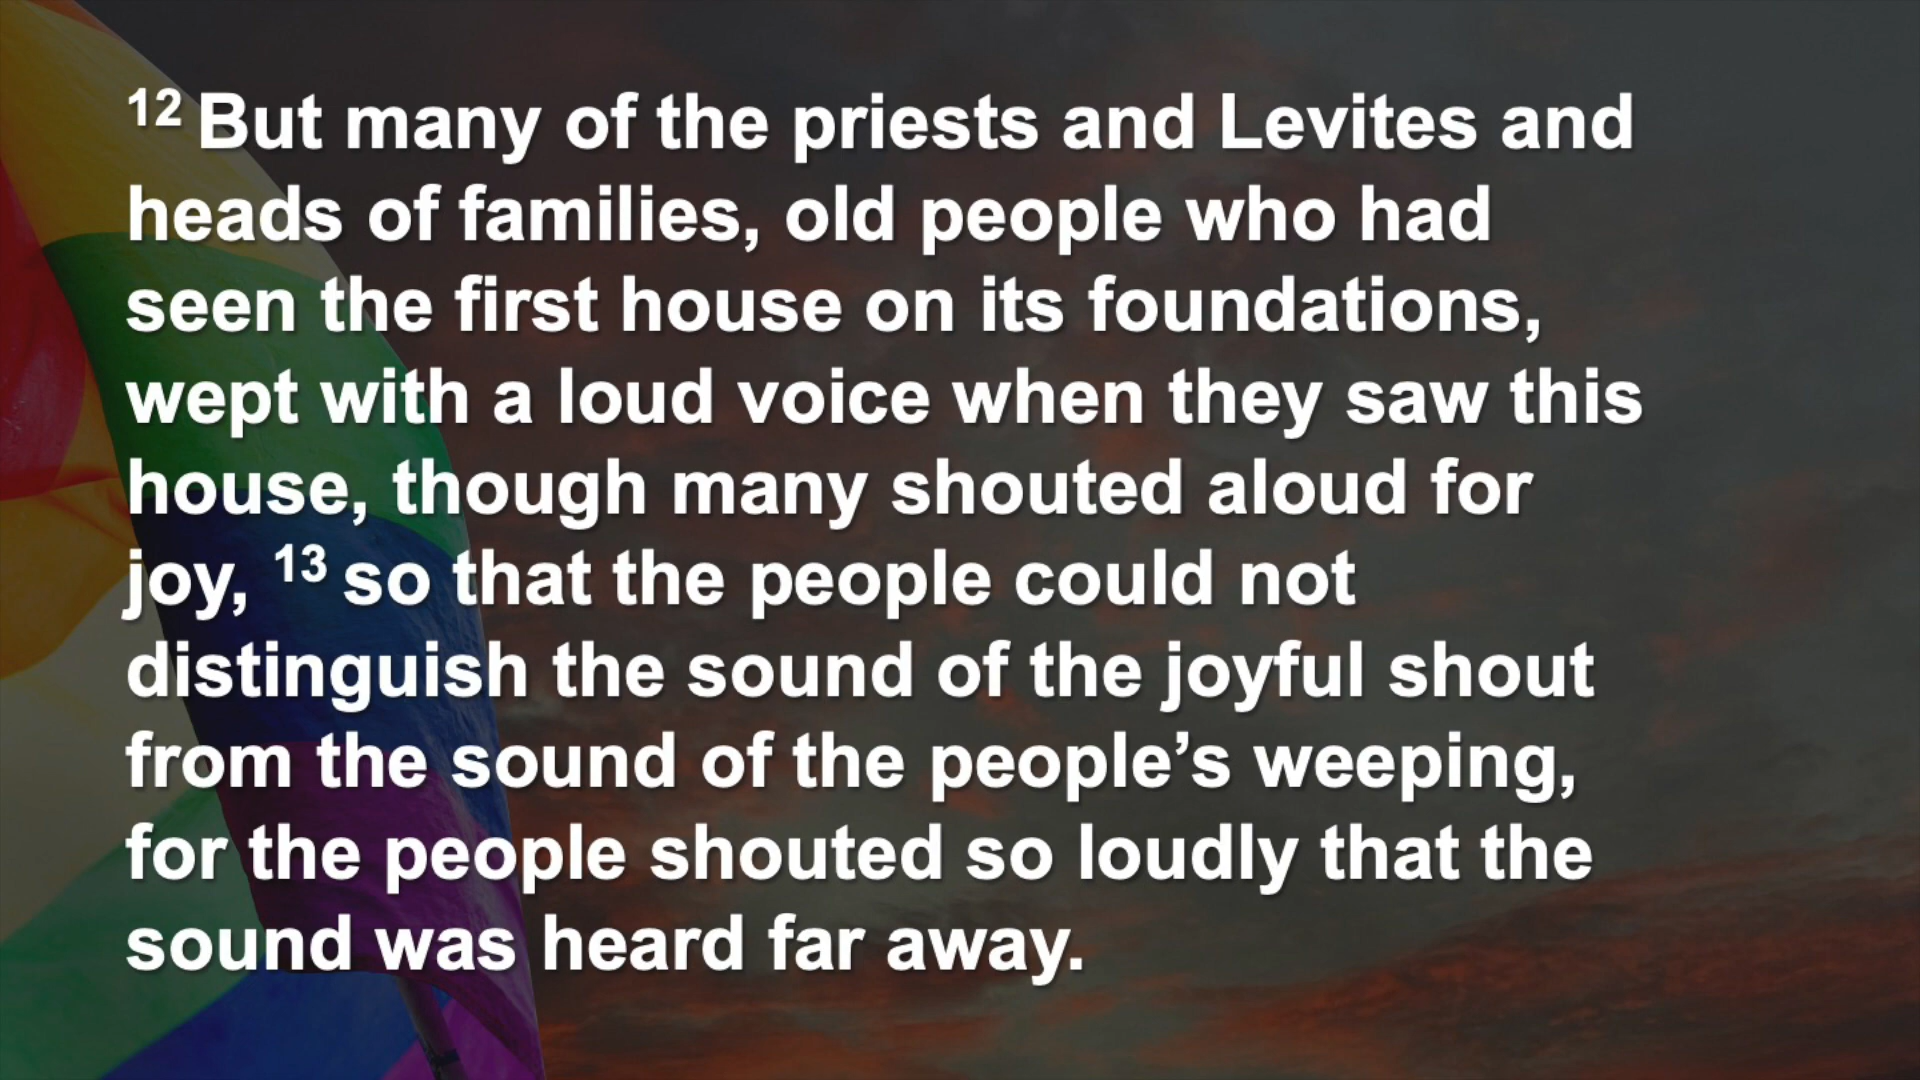 12 But many of the priests and Levites and
heads of families, old people who had
seen the first house on its foundations,
wept with a loud voice when they saw this
house, though many shouted aloud for
joy, 13 so that the people could not
distinguish the sound of the joyful shout
from the sound of the people’s weeping,
for the people shouted so loudly that the
sound was heard far away.